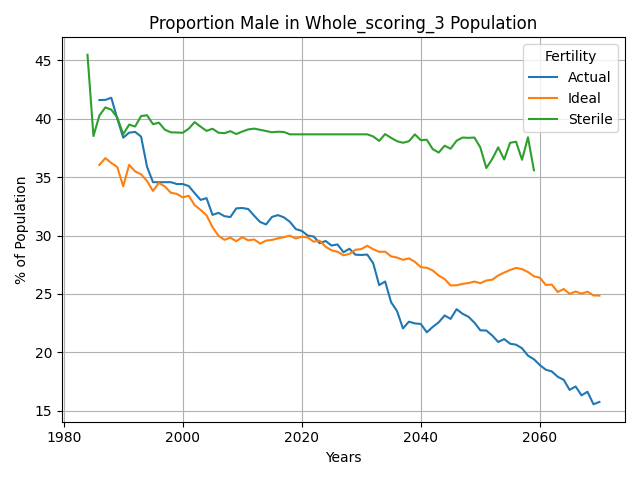 Proportion Male in Whole_scoring_3 Population
Fertility
Actual
Ideal
Sterile
% of Population
45
40
35
30
25
20
15
1980
2000
2020
2040
2060
Years